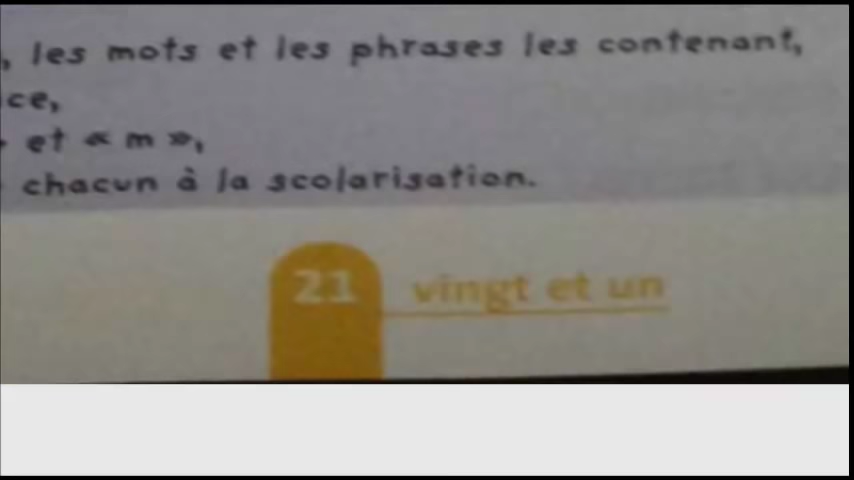 , les mots et les phrases les contenant,
ce,
et « m »,
chacun à la scolarisation.
21 vingt et un